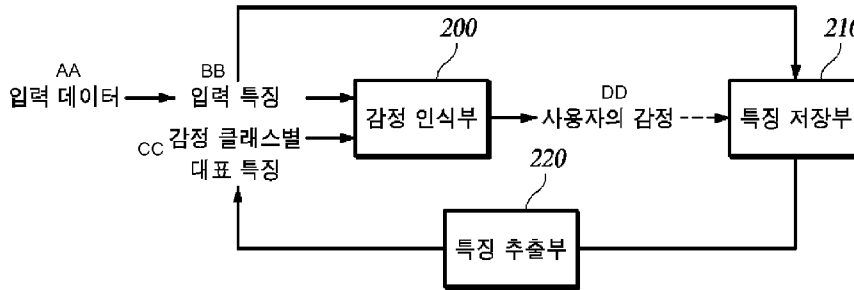 200
210
AA
BB
DD
입력 데이터
입력 특징
감정 인식부
사용자의 감정
특징 저장부
CC
감정 클래스별
대표 특징
220
특징 추출부